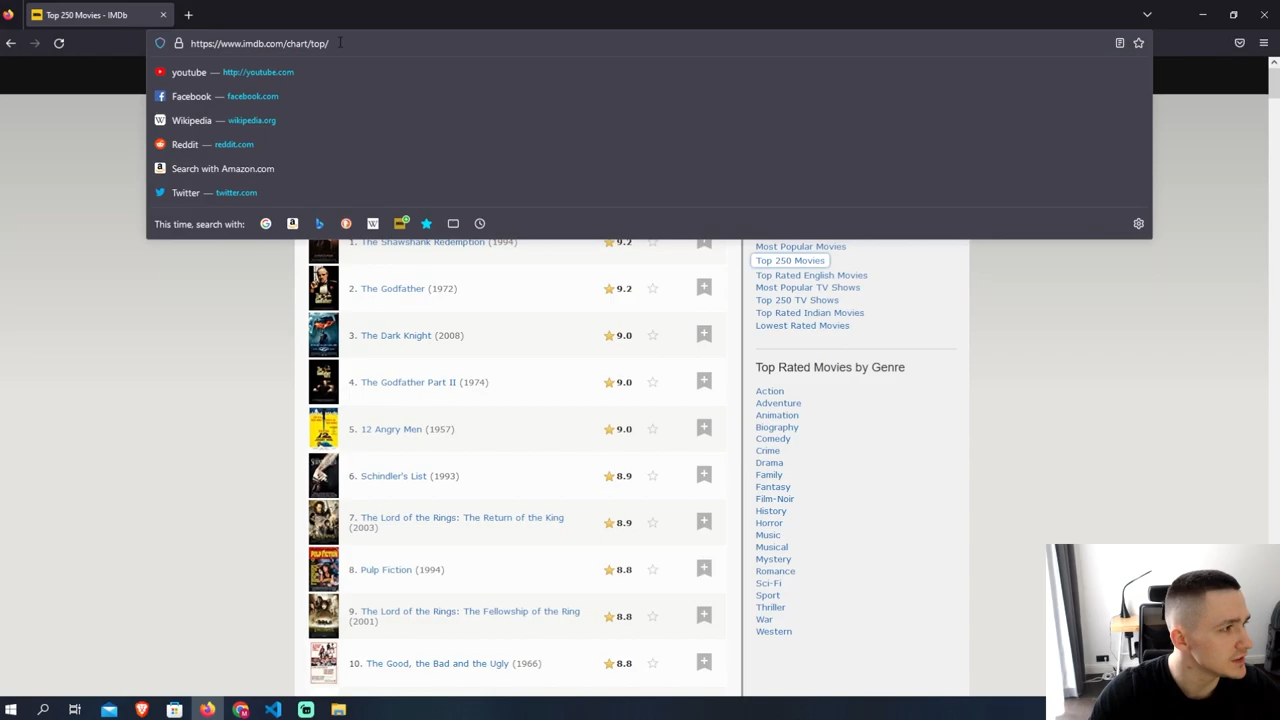 Top 250 Movies - IMDb
https://www.imdb.com/chart/top/
youtube — http://youtube.com
Facebook — facebook.com
Wikipedia — wikipedia.org
Reddit — reddit.com
Search with Amazon.com
Twitter — twitter.com
This time, search with:
1. The Shawshank Redemption (1994)
9.2
2. The Godfather (1972)
9.2
3. The Dark Knight (2008)
9.0
4. The Godfather Part II (1974)
9.0
5. 12 Angry Men (1957)
9.0
6. Schindler's List (1993)
8.9
7. The Lord of the Rings: The Return of the King
(2003)
8.9
8. Pulp Fiction (1994)
8.8
9. The Lord of the Rings: The Fellowship of the Ring
(2001)
8.8
10. The Good, the Bad and the Ugly (1966)
8.8
Most Popular Movies
Top 250 Movies
Top Rated English Movies
Most Popular TV Shows
Top 250 TV Shows
Top Rated Indian Movies
Lowest Rated Movies
Top Rated Movies by Genre
Action
Adventure
Animation
Biography
Comedy
Crime
Drama
Family
Fantasy
Film-Noir
History
Horror
Music
Musical
Mystery
Romance
Sci-Fi
Sport
Thriller
War
Western